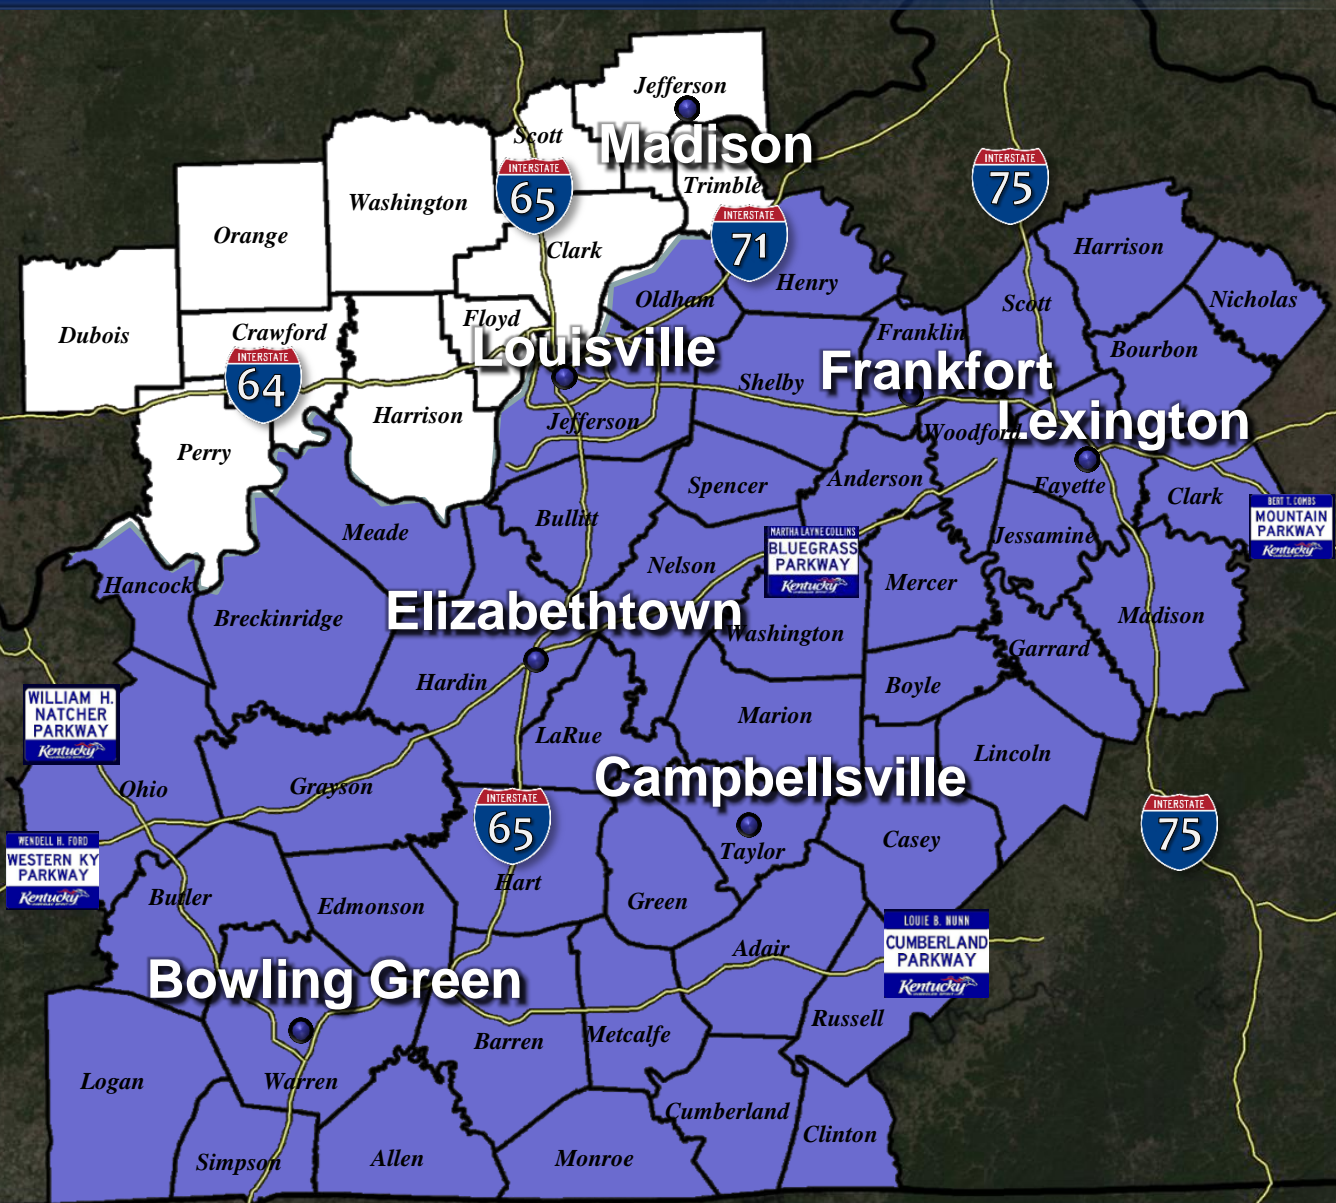 Jefferson
Scott
Madison
INTERSTATE
65
INTERSTATE
75
Trimble
Washington
Orange
INTERSTATE
71
Clark
Harrison
Henry
Oldham
Scott
Nicholas
Dubois
Crawford
Floyd
Franklin
Louisville
Bourbon
INTERSTATE
64
Shelby
Frankfort
Harrison
Jefferson
Lexington
Woodford
Perry
Spencer
Anderson
Fayette
Clark
Meade
Bullitt
BERT T. COMBS
MOUNTAIN
PARKWAY
Kentucky
MARTHA LAYNE COLLINS
BLUEGRASS
PARKWAY
Kentucky
Jessamine
Nelson
Hancock
Mercer
Breckinridge
Elizabethtown
Washington
Madison
Garrard
Hardin
Boyle
WILLIAM H.
NATCHER
PARKWAY
Kentucky
Marion
LaRue
Lincoln
Ohio
Grayson
Campbellsville
INTERSTATE
65
INTERSTATE
75
WENDELL H. FORD
WESTERN KY
PARKWAY
Kentucky
Taylor
Casey
Hart
Butler
Edmonson
Green
LOUIE B. NUNN
CUMBERLAND
PARKWAY
Kentucky
Adair
Bowling Green
Russell
Barren
Metcalfe
Logan
Warren
Cumberland
Clinton
Simpson
Allen
Monroe